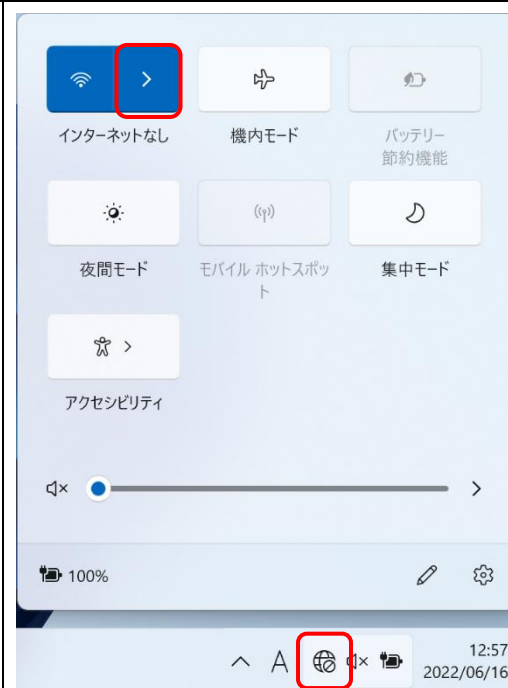 インターネットなし
機内モード
バッテリー
節約機能
夜間モード
モバイル ホットスポッ
ト
集中モード
アクセシビリティ
100%
A
12:57
2022/06/16